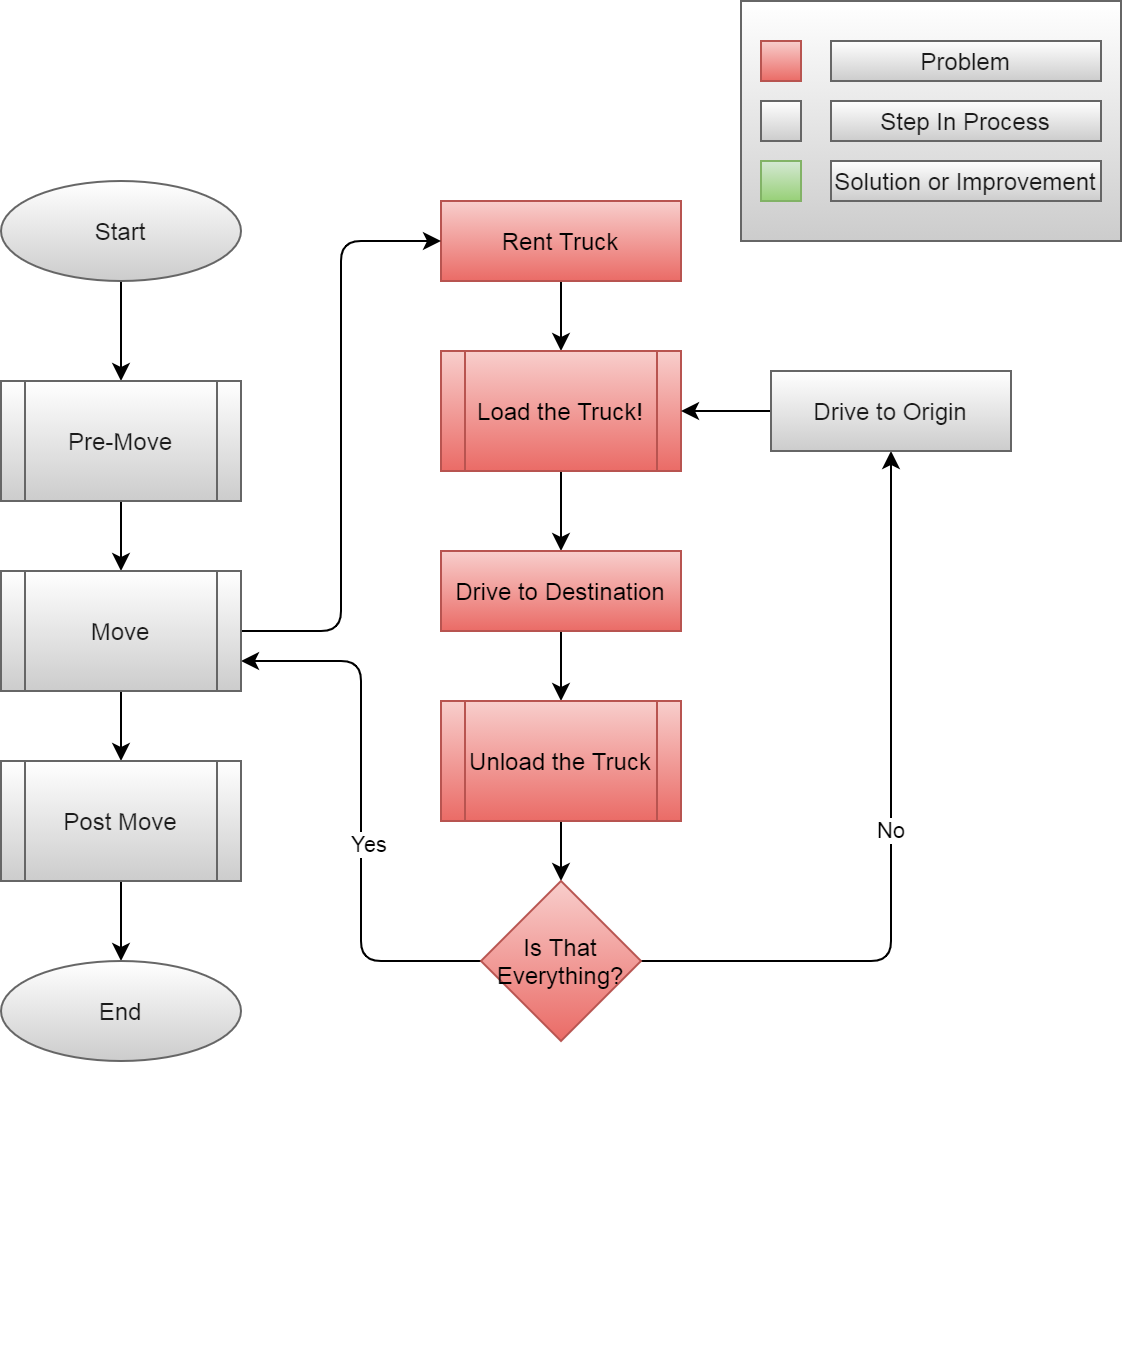 Problem
Step In Process
Solution or Improvement
Start
Pre-Move
Move
Post Move
End
Rent Truck
Load the Truck!
Drive to Origin
Drive to Destination
Unload the Truck
Yes
No
Is That
Everything?